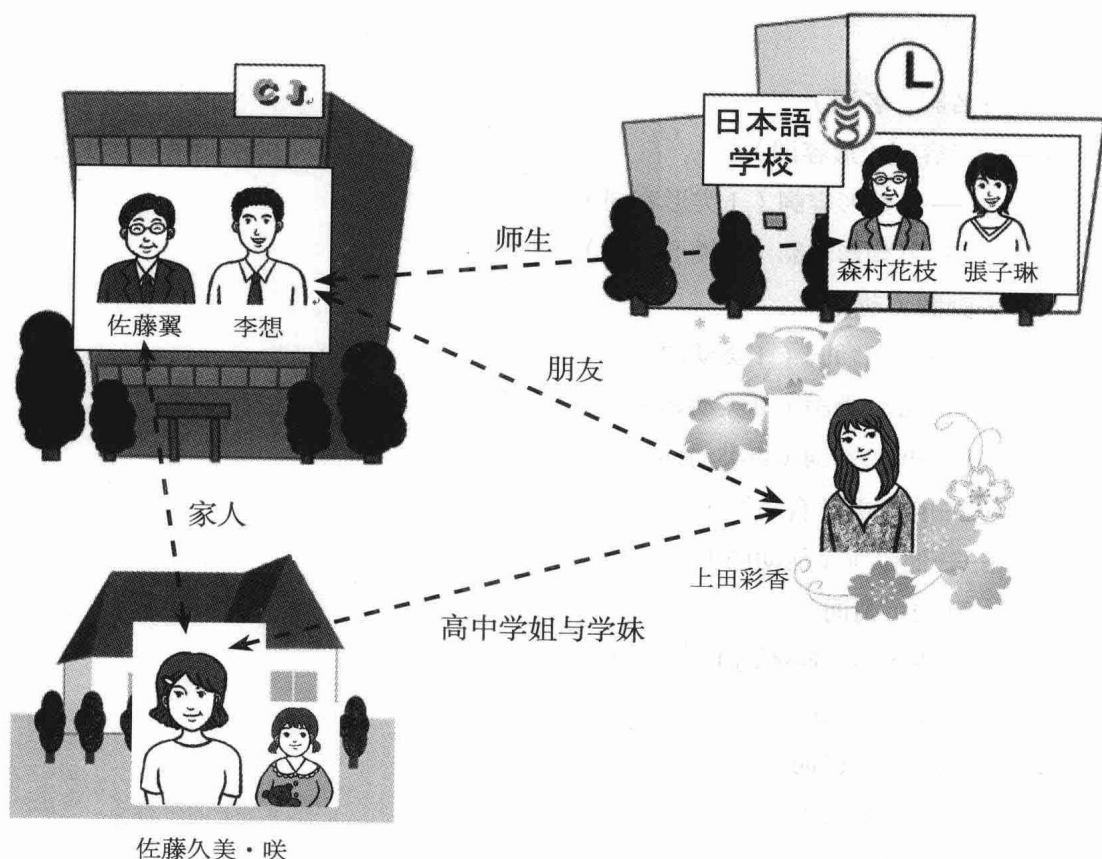 CJ
日本語
学校
师生
森村花枝
張子琳
佐藤翼
李想
朋友
家人
上田彩香
高中学姐与学妹
佐藤久美・咲